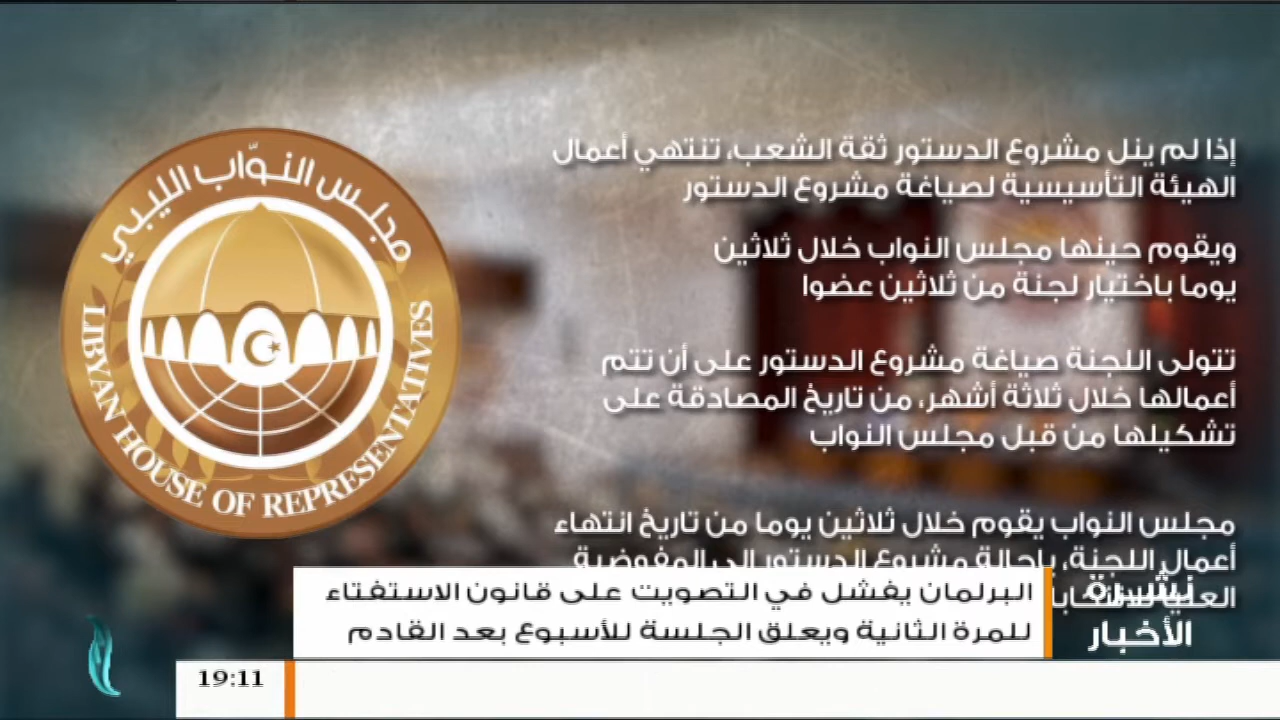 إذا لم ينل مشروع الدستور ثقة الشعب، تنتهي أعمال
الهيئة التأسيسية لصياغة مشروع الدستور
ويقوم حينها مجلس النواب خلال ثلاثين
يوما باختيار لجنة من ثلاثين عضوا
تتولى اللجنة صياغة مشروع الدستور على أن تتم
أعمالها خلال ثلاثة أشهر، من تاريخ المصادقة على
تشكيلها من قبل مجلس النواب
مجلس النواب يقوم خلال ثلاثين يوما من تاريخ انتهاء
أعمال اللجنة، بإحالة مشروع الدستور إلى المفوضية
مجلس النواب الليبي
LIBYAN HOUSE OF REPRESENTATIVES
نشرة
الأخبار
البرلمان يفشل في التصويت على قانون الاستفتاء
للمرة الثانية ويعلق الجلسة للأسبوع بعد القادم
19:11